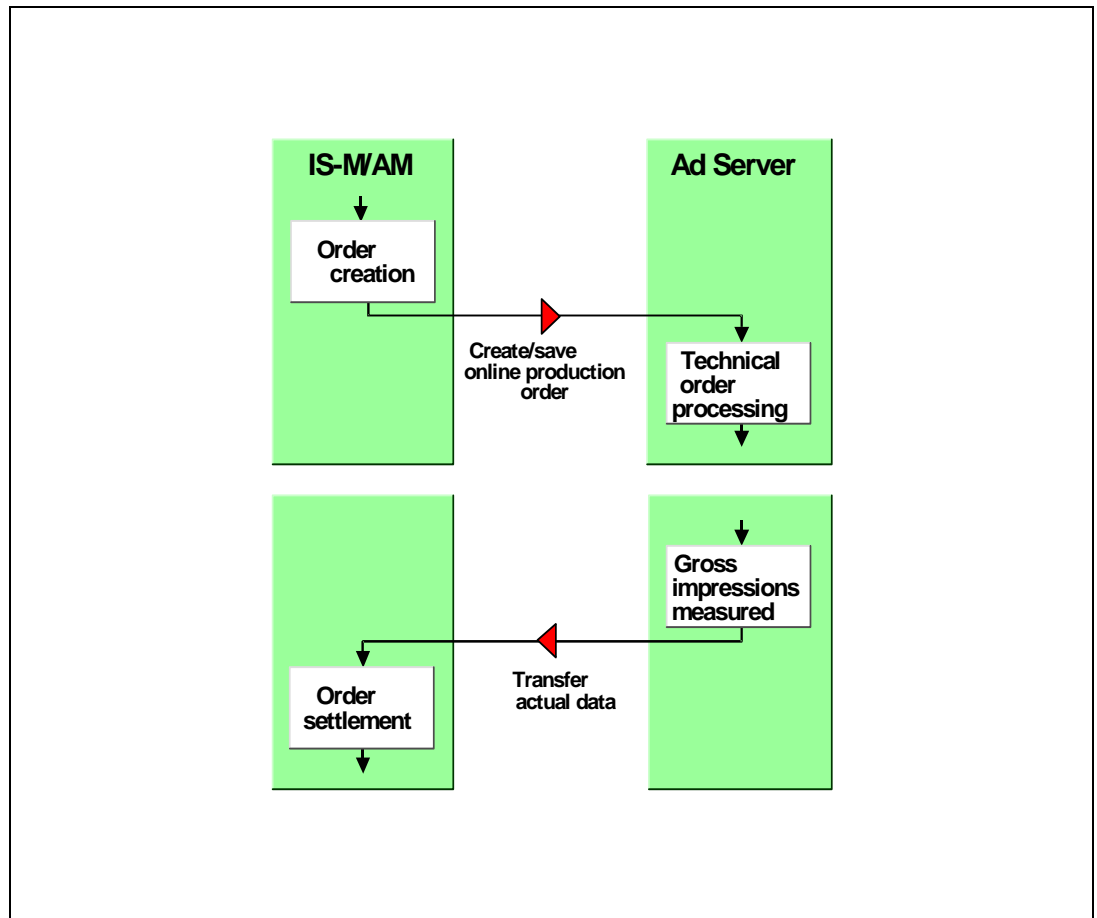 IS-M/AM
Ad Server
Order
creation
Create/save
online production
order
Technical
order
processing
Gross
impressions
measured
Transfer
actual data
Order
settlement